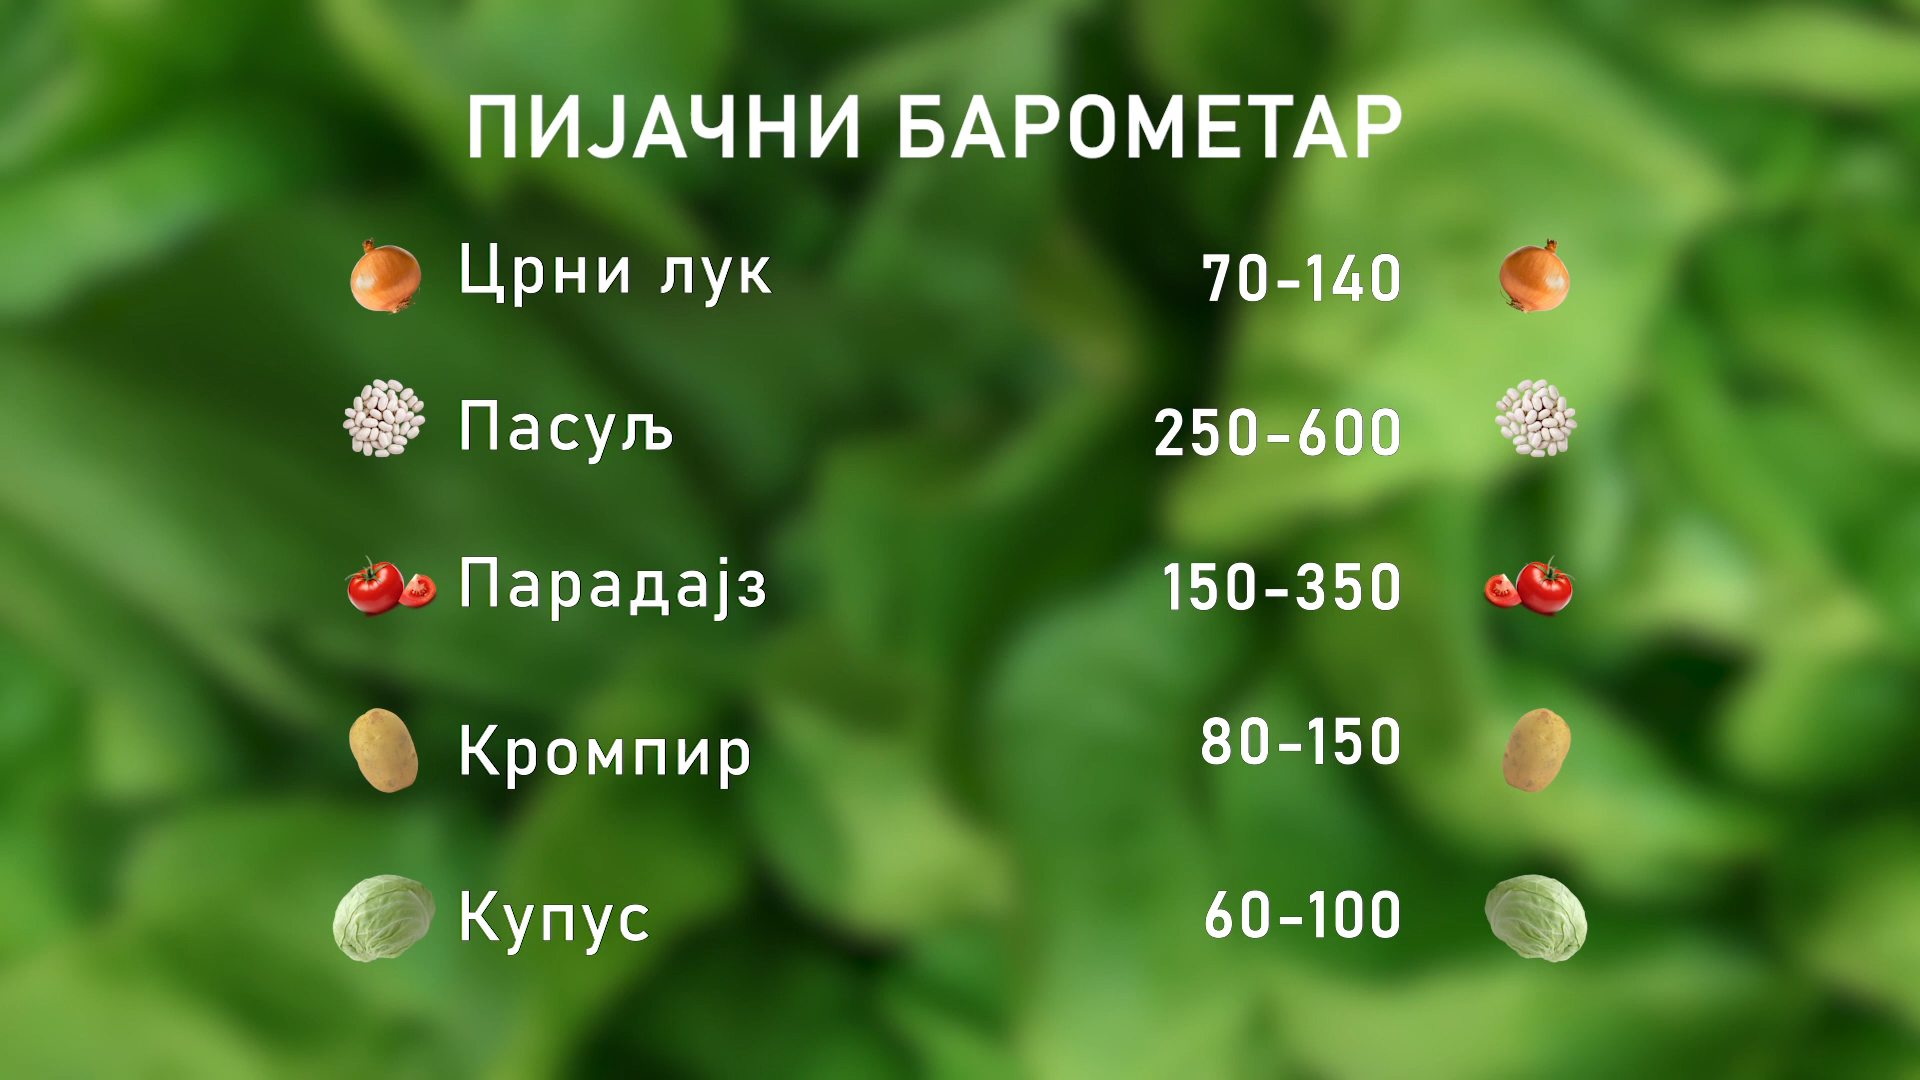 ПИЈАЧНИ БАРОМЕТАР
Црни лук 70-140
Пасуљ 250-600
Парадајз 150-350
Кромпир 80-150
Купус 60-100